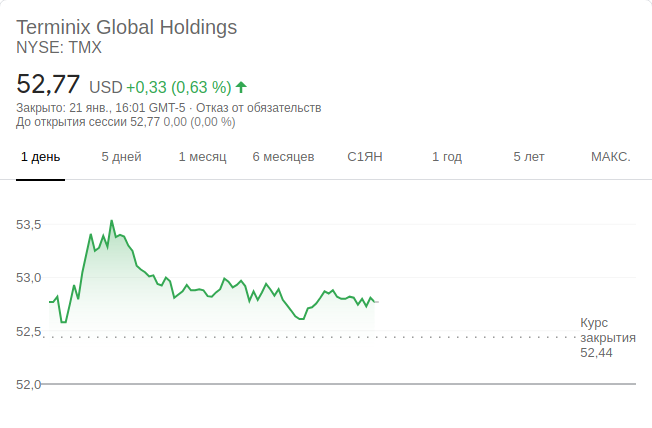 Terminix Global Holdings
NYSE: TMX
52,77 USD +0,33 (0,63 %)
Закрыто: 21 янв., 16:01 GMT-5 · Отказ от обязательств
До открытия сессии 52,77 0,00 (0,00 %)
1 день 5 дней 1 месяц 6 месяцев С1ЯН 1 год 5 лет МАКС.
53,5
53,0
52,5
Курс
закрытия
52,44
52,0